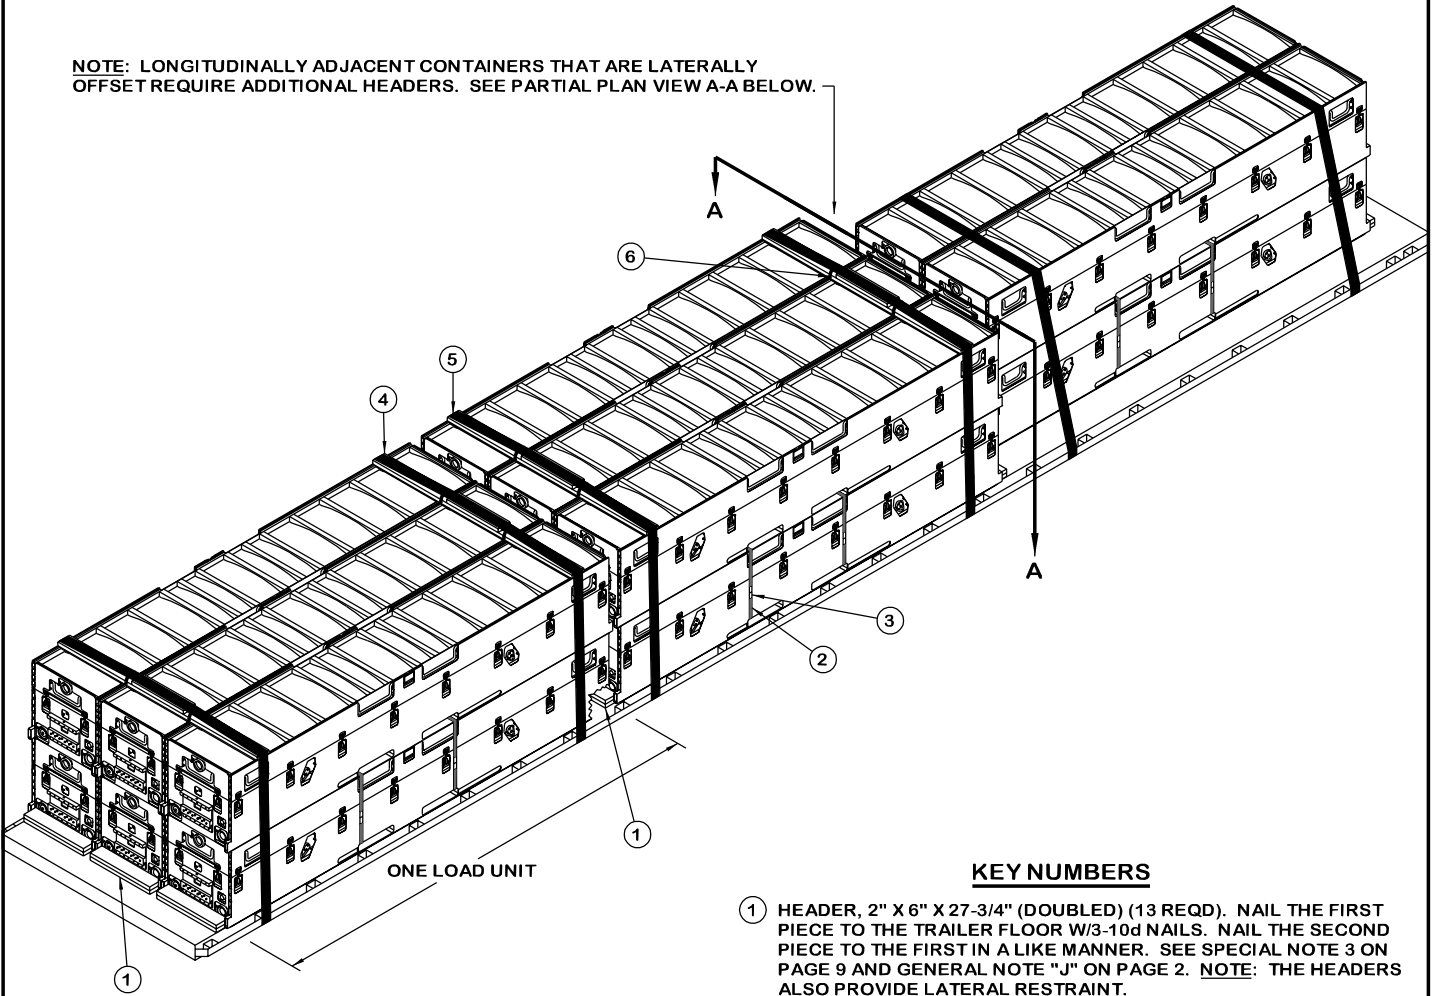 NOTE: LONGITUDINALLY ADJACENT CONTAINERS THAT ARE LATERALLY
OFFSET REQUIRE ADDITIONAL HEADERS. SEE PARTIAL PLAN VIEW A-A BELOW.
A
6
5
4
A
3
2
1
ONE LOAD UNIT
1
KEY NUMBERS
1 HEADER, 2" X 6" X 27-3/4" (DOUBLED) (13 REQD). NAIL THE FIRST
PIECE TO THE TRAILER FLOOR W/3-10d NAILS. NAIL THE SECOND
PIECE TO THE FIRST IN A LIKE MANNER. SEE SPECIAL NOTE 3 ON
PAGE 9 AND GENERAL NOTE "J" ON PAGE 2. NOTE: THE HEADERS
ALSO PROVIDE LATERAL RESTRAINT.